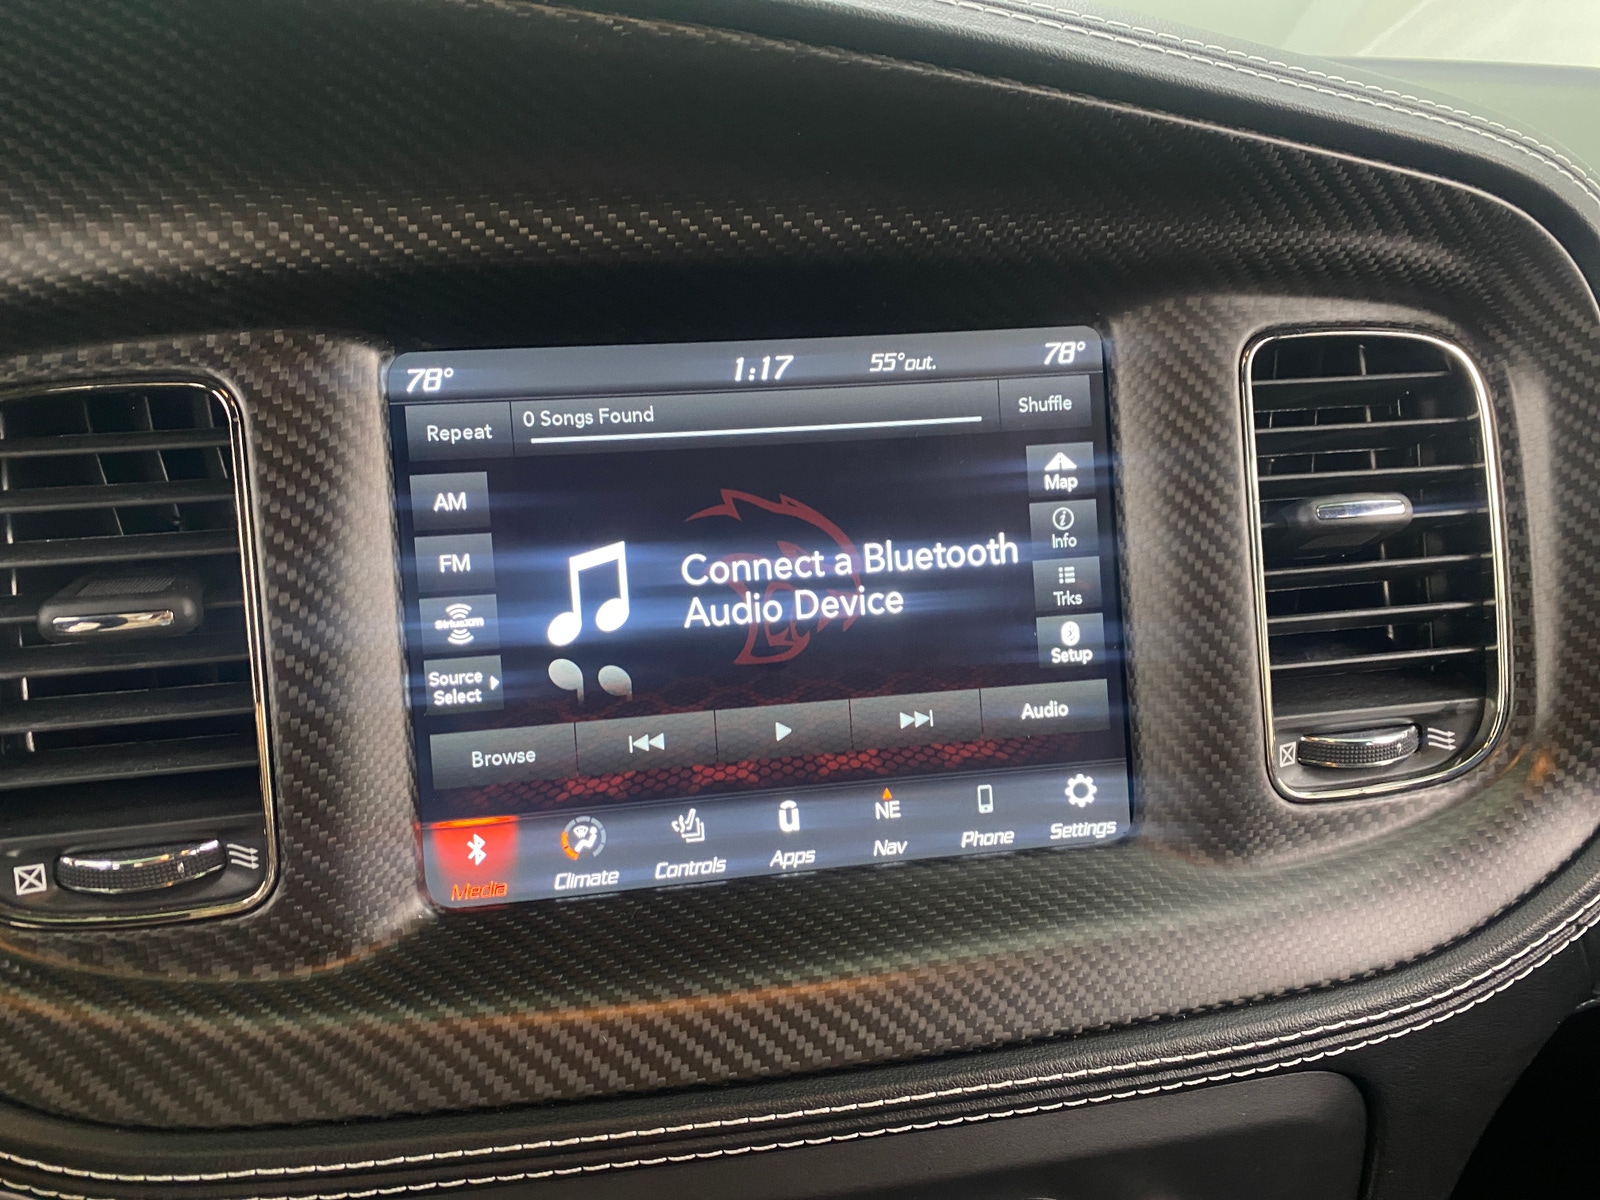 78°
1:17
55°out.
78°
Repeat
0 Songs Found
Shuffle
AM
FM
SiriusXM
Source
Select
Connect a Bluetooth
Audio Device
Map
Info
Trks
Setup
Browse
Audio
Media
Climate
Controls
Apps
NE
Nav
Phone
Settings